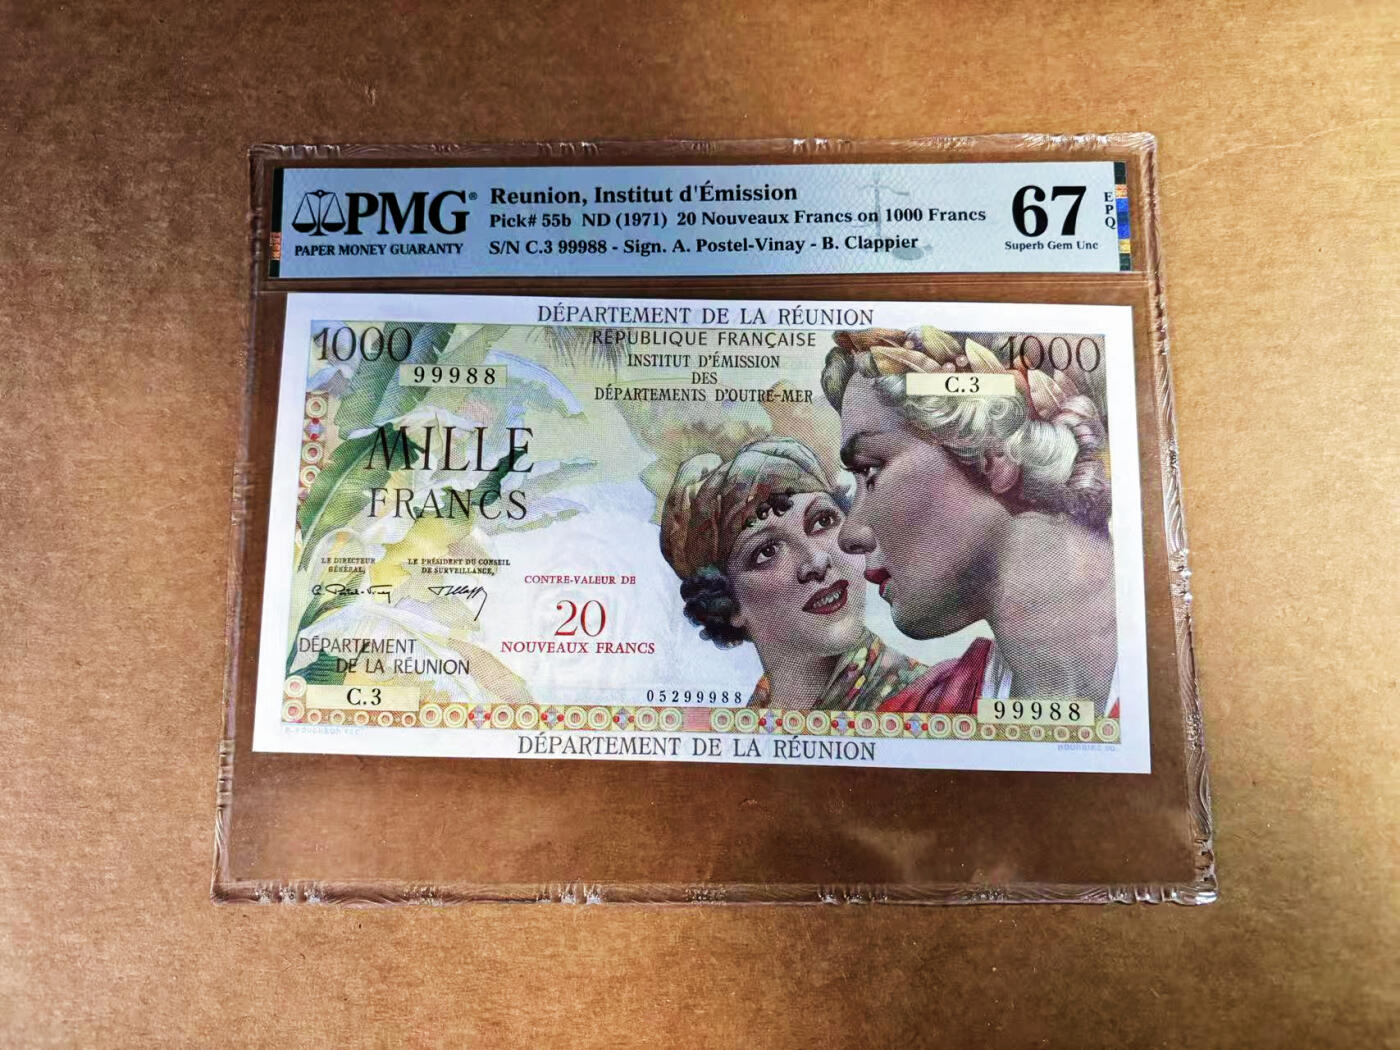 PMG®
PAPER MONEY GUARANTY
Reunion, Institut d'Émission
Pick# 55b ND (1971) 20 Nouveaux Francs on 1000 Francs
S/N C.3 99988 - Sign. A. Postel-Vinay - B. Clappier
67
Superb Gem Unc
EPQ
DÉPARTEMENT DE LA RÉUNION
1000
RÉPUBLIQUE FRANÇAISE
1000
INSTITUT D'ÉMISSION
99988
DES
C.3
DÉPARTEMENTS D'OUTRE-MER
MILLE
FRANCS
LE DIRECTEUR
GÉNÉRAL,
LE PRÉSIDENT DU CONSEIL
DE SURVEILLANCE,
CONTRE-VALEUR DE
20
NOUVEAUX FRANCS
DÉPARTEMENT
DE LA RÉUNION
C.3
05299988
99988
DÉPARTEMENT DE LA RÉUNION